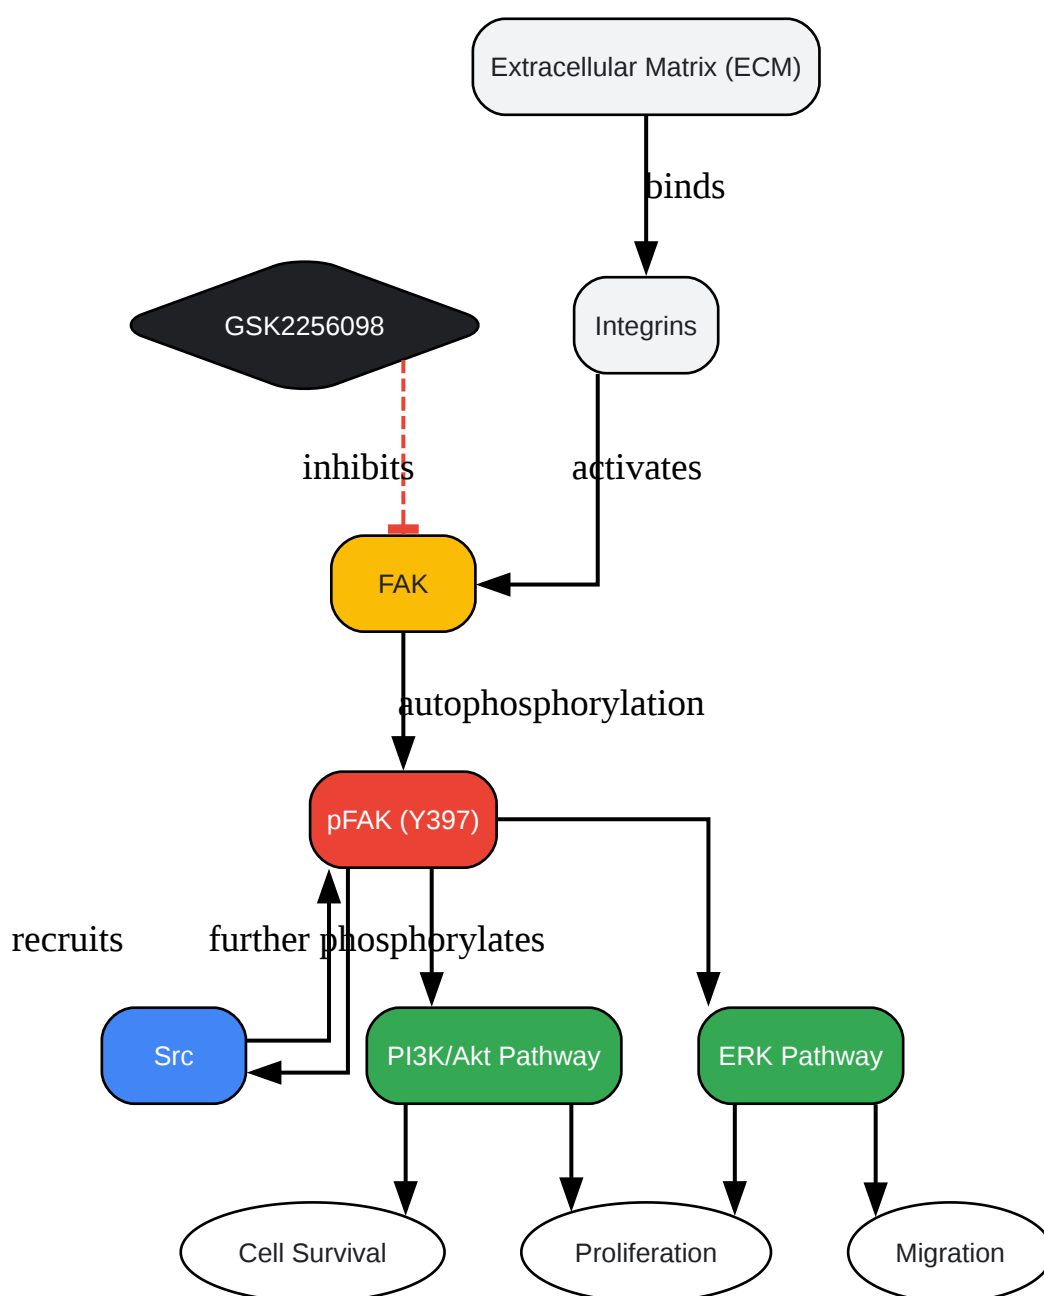 Extracellular Matrix (ECM)
binds
GSK2256098
Integrins
inhibits
activates
FAK
autophosphorylation
pFAK (Y397)
recruits
further phosphorylates
Src
PI3K/Akt Pathway
ERK Pathway
Cell Survival
Proliferation
Migration